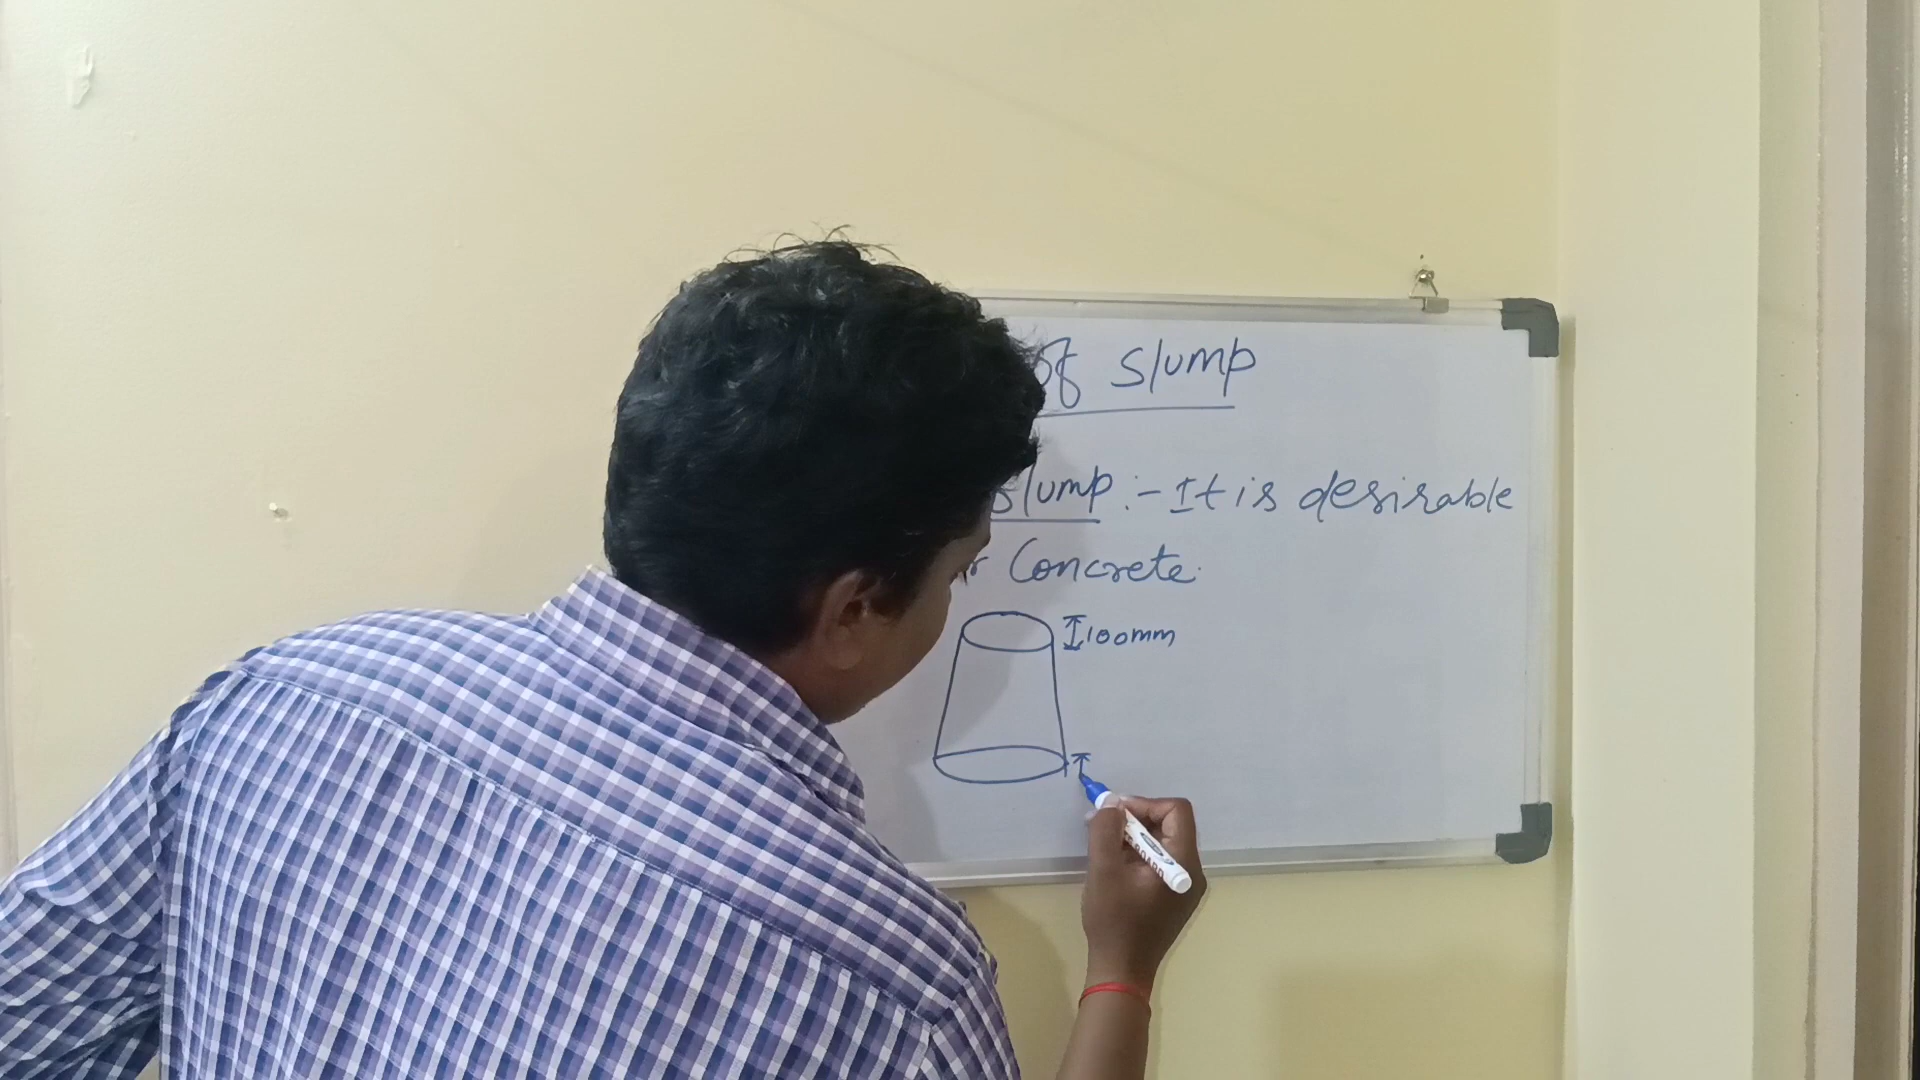 of slump
slump :- It is desirable
Concrete.
100mm